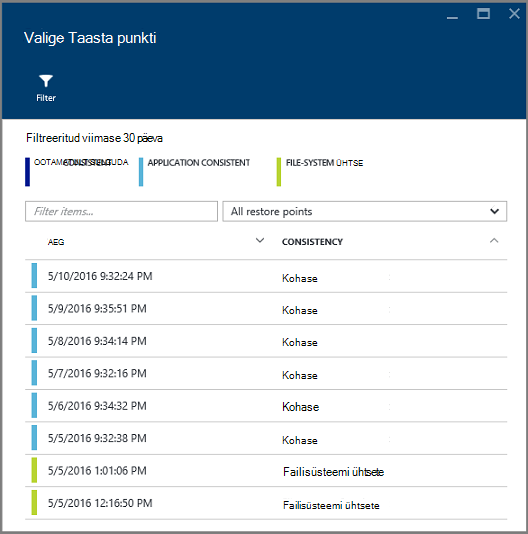 Valige Taasta punkti
Filter
Filtreeritud viimase 30 päeva
CONSISTENT APPLICATION CONSISTENT FILE-SYSTEM ÜHTSE
Filter items... All restore points
AEG CONSISTENCY
5/10/2016 9:32:24 PM Kohase
5/9/2016 9:35:51 PM Kohase
5/8/2016 9:34:14 PM Kohase
5/7/2016 9:32:16 PM Kohase
5/6/2016 9:34:32 PM Kohase
5/5/2016 9:32:38 PM Kohase
5/5/2016 1:01:06 PM Failisüsteemi ühtsete
5/5/2016 12:16:50 PM Failisüsteemi ühtsete